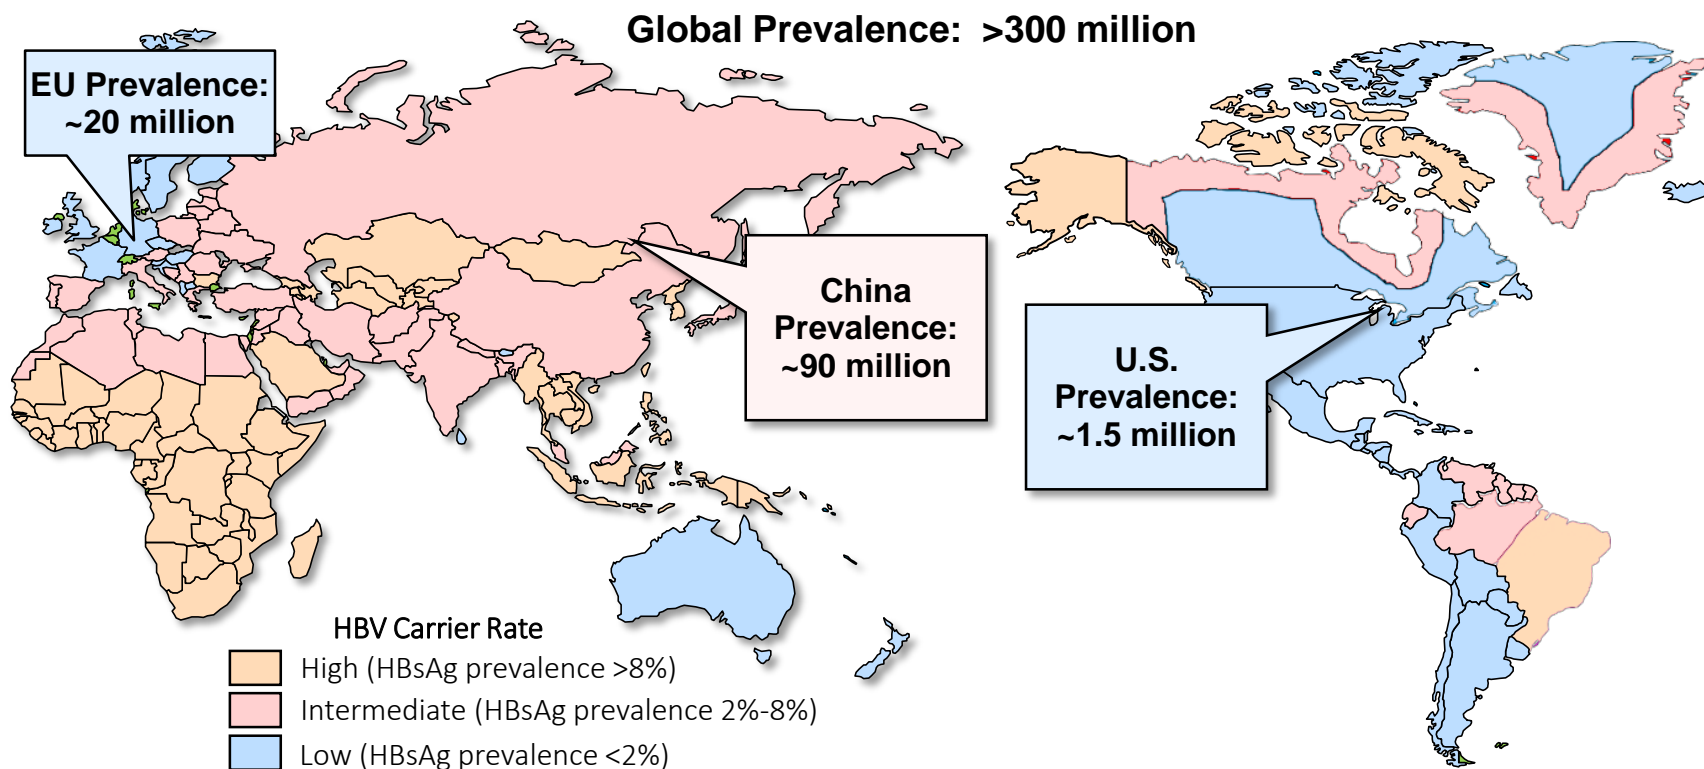 Global Prevalence:  >300 million
EU Prevalence:
~20 million
China
Prevalence:
~90 million
U.S.
Prevalence:
~1.5 million
HBV Carrier Rate
High (HBsAg prevalence >8%)
Intermediate (HBsAg prevalence 2%-8%)
Low (HBsAg prevalence <2%)